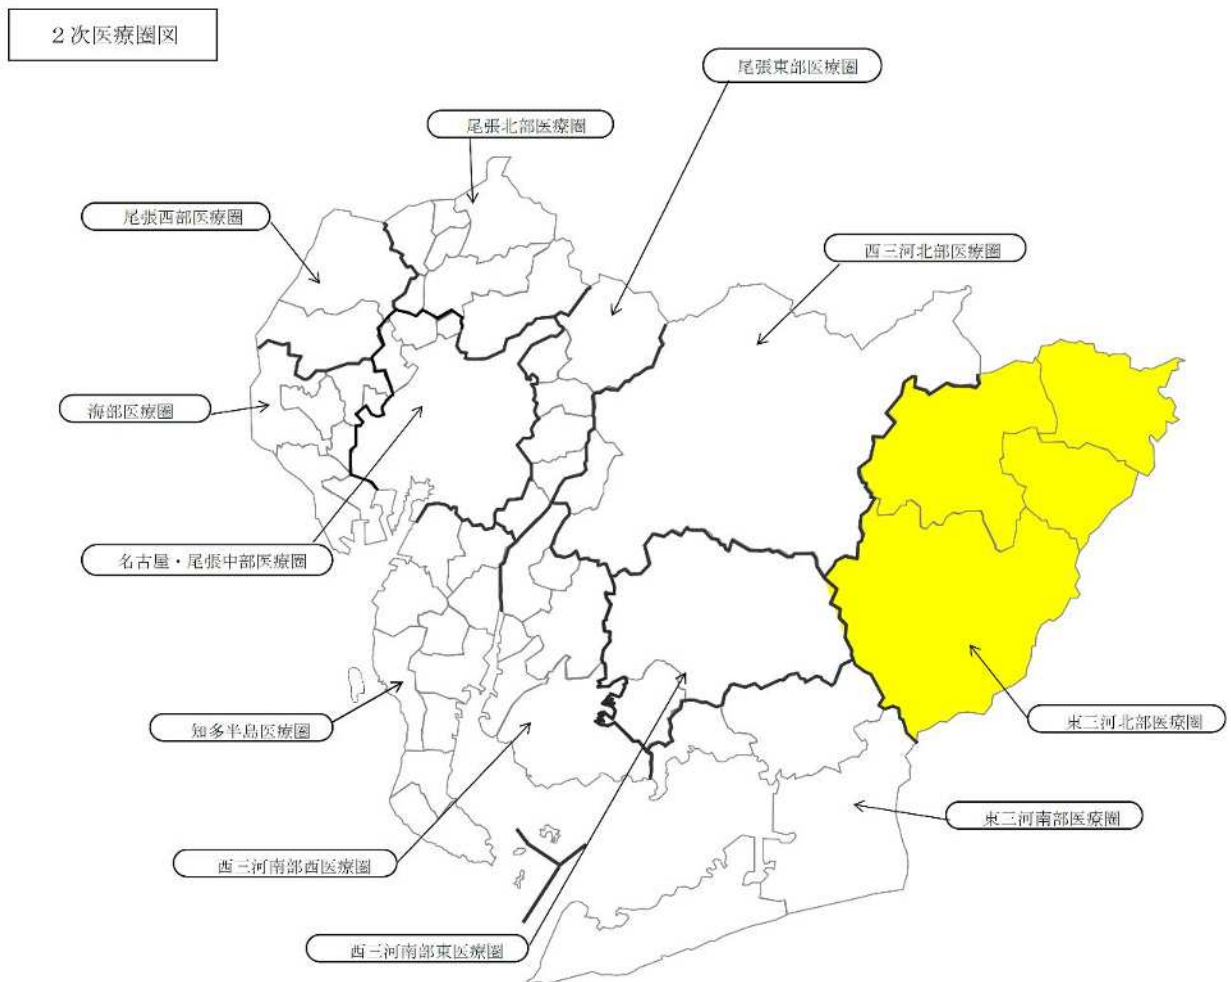 ２次医療圏図
尾張東部医療圏
尾張北部医療圏
尾張西部医療圏
西三河北部医療圏
海部医療圏
名古屋・尾張中部医療圏
知多半島医療圏
東三河北部医療圏
東三河南部医療圏
西三河南部西医療圏
西三河南部東医療圏